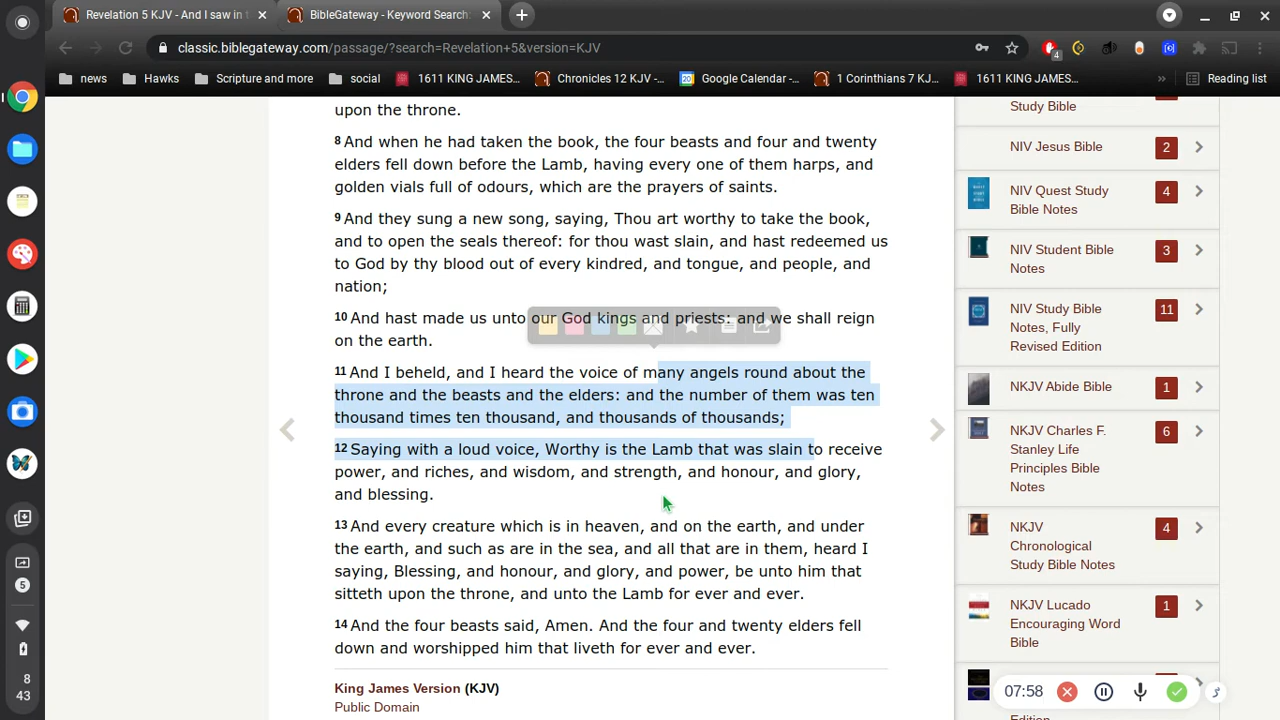 Revelation 5 KJV - And I saw in t
BibleGateway - Keyword Search:
classic.biblegateway.com/passage/?search=Revelation+5&version=KJV
4
news
Hawks
Scripture and more
social
1611 KING JAMES...
Chronicles 12 KJV -...
20
Google Calendar -...
1 Corinthians 7 KJ...
1611 KING JAMES...
»
Reading list
upon the throne.
8 And when he had taken the book, the four beasts and four and twenty
elders fell down before the Lamb, having every one of them harps, and
golden vials full of odours, which are the prayers of saints.
9 And they sung a new song, saying, Thou art worthy to take the book,
and to open the seals thereof: for thou wast slain, and hast redeemed us
to God by thy blood out of every kindred, and tongue, and people, and
nation;
10 And hast made us unto our God kings and priests: and we shall reign
on the earth.
11 And I beheld, and I heard the voice of many angels round about the
throne and the beasts and the elders: and the number of them was ten
thousand times ten thousand, and thousands of thousands;
12 Saying with a loud voice, Worthy is the Lamb that was slain to receive
power, and riches, and wisdom, and strength, and honour, and glory,
and blessing.
13 And every creature which is in heaven, and on the earth, and under
the earth, and such as are in the sea, and all that are in them, heard I
saying, Blessing, and honour, and glory, and power, be unto him that
sitteth upon the throne, and unto the Lamb for ever and ever.
14 And the four beasts said, Amen. And the four and twenty elders fell
down and worshipped him that liveth for ever and ever.
King James Version (KJV)
Public Domain
Study Bible
NIV Jesus Bible
2
NIV Quest Study
Bible Notes
4
NIV Student Bible
Notes
3
NIV Study Bible
Notes, Fully
Revised Edition
11
NKJV Abide Bible
1
NKJV Charles F.
Stanley Life
Principles Bible
Notes
6
NKJV
Chronological
Study Bible Notes
4
NKJV Lucado
Encouraging Word
Bible
1
07:58
5
8
43